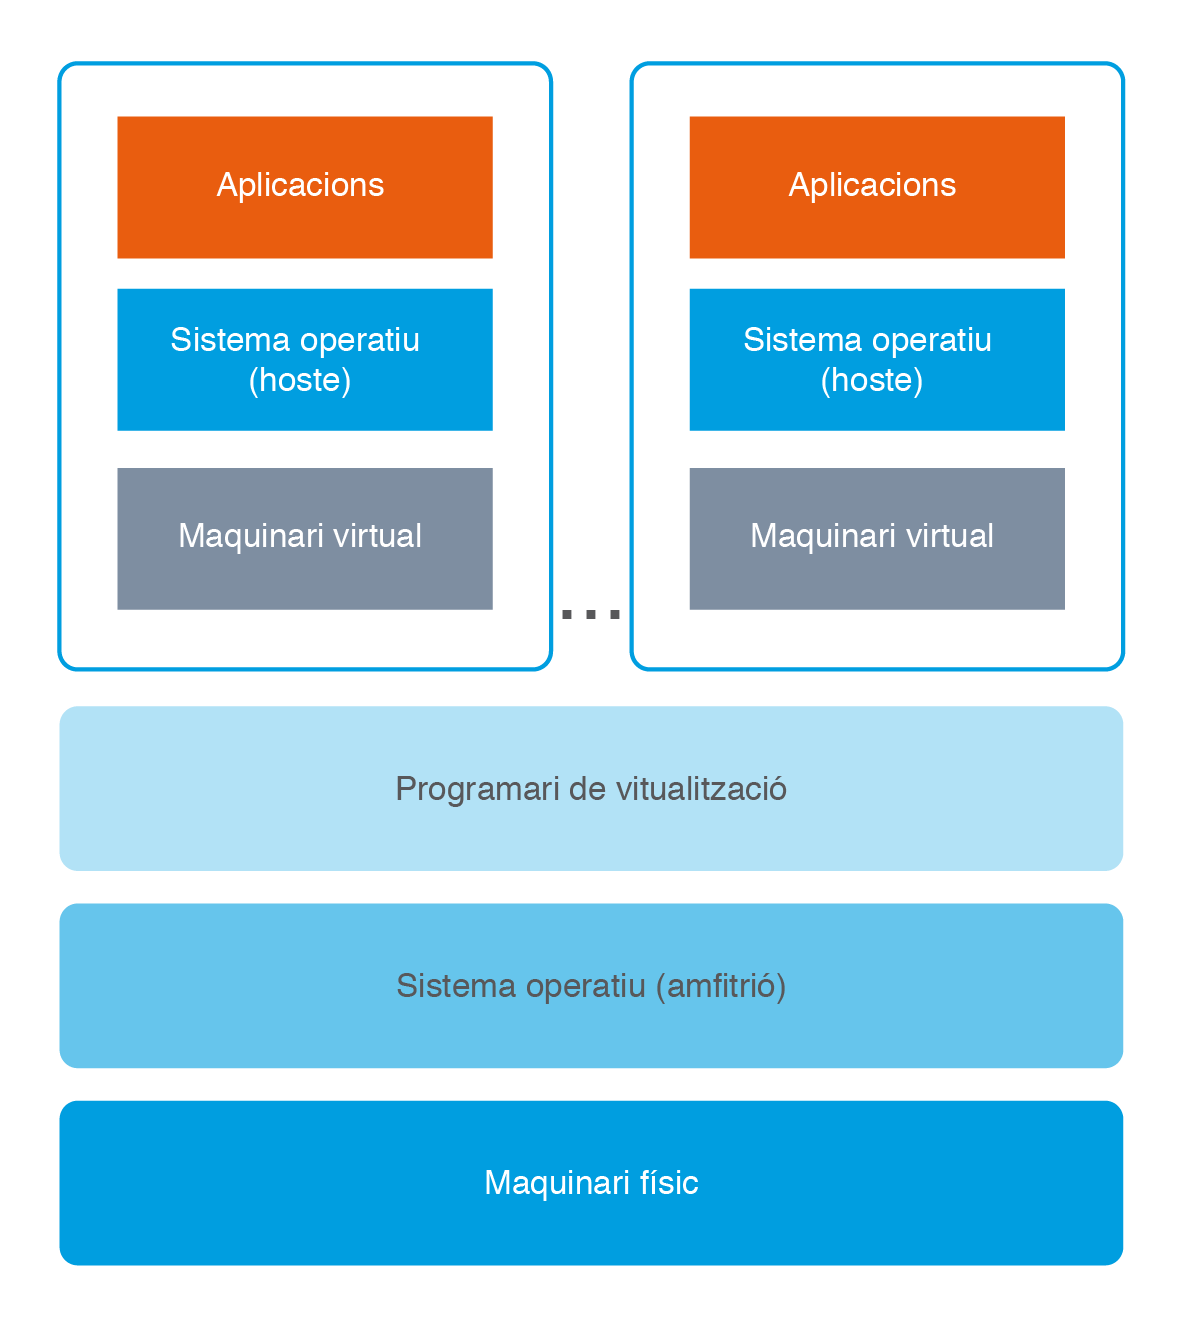 Aplicacions
Sistema operatiu
(hoste)
Maquinari virtual
...
Aplicacions
Sistema operatiu
(hoste)
Maquinari virtual
Programari de vitualització
Sistema operatiu (amfitrió)
Maquinari físic